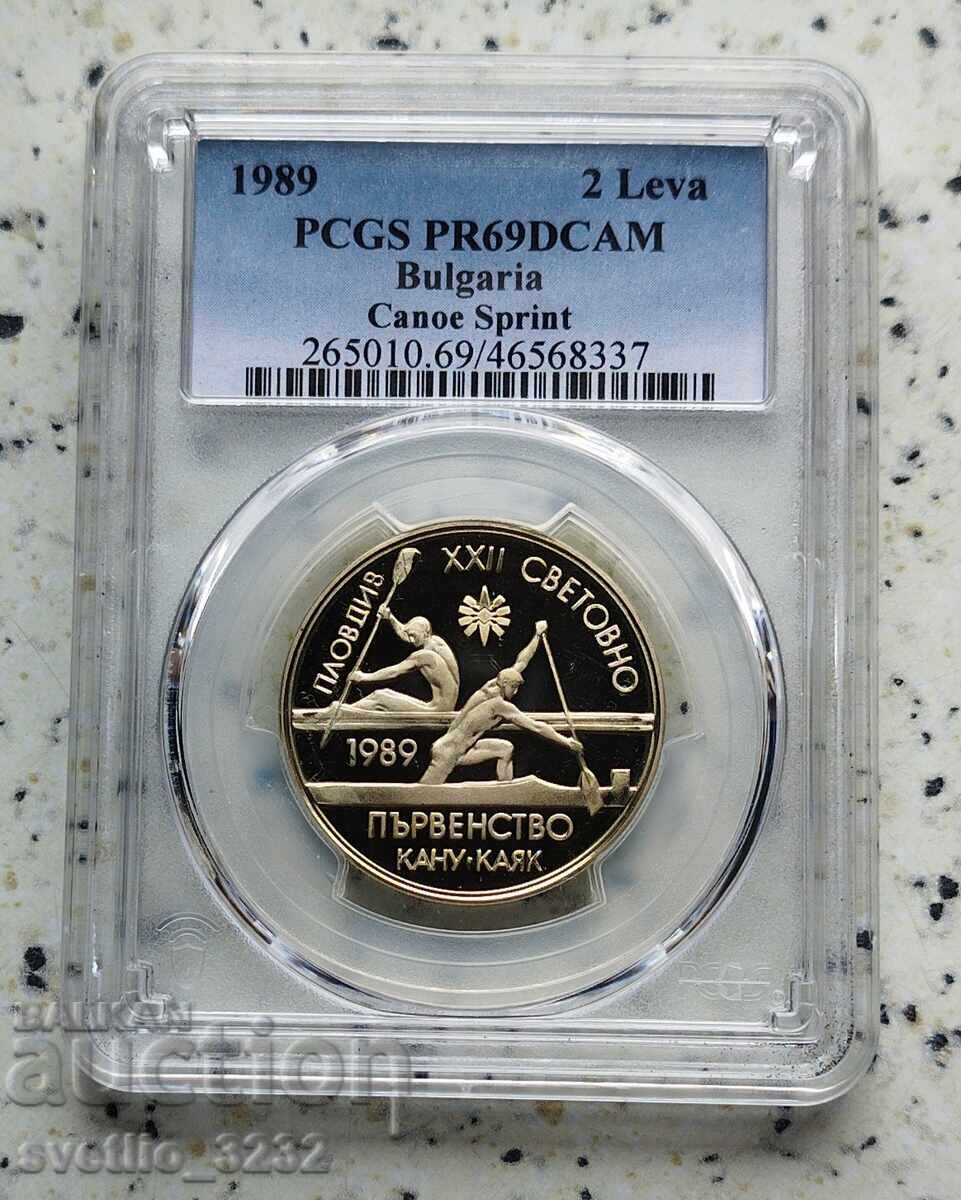 1989 2 Leva
PCGS PR69DCAM
Bulgaria
Canoe Sprint
265010.69/46568337
ПЛОВДИВ XXII СВЕТОВНО
1989
ПЪРВЕНСТВО
КАНУ·КАЯК
PCGS
BALKAN
auction
svetlio_3232